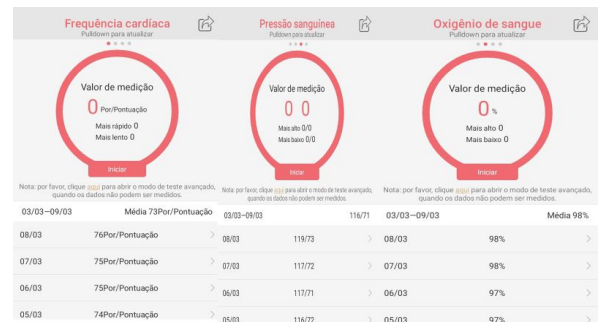 Frequência cardíaca
Pulldown para atualizar
Valor de medição
0 Por/Pontuação
Mais rápido 0
Mais lento 0
Iniciar
Nota: por favor, clique aqui para abrir o modo de teste avançado,
quando os dados não podem ser medidos.
03/03—09/03 Média 73Por/Pontuação
08/03 76Por/Pontuação
07/03 75Por/Pontuação
06/03 75Por/Pontuação
05/03 74Por/Pontuação
Pressão sanguínea
Pulldown para atualizar
Valor de medição
0 0
Mais alto 0/0
Mais baixo 0/0
Iniciar
Nota: por favor, clique aqui para abrir o modo de teste avançado,
quando os dados não podem ser medidos.
03/03—09/03 116/71
08/03 119/73
07/03 117/72
06/03 117/71
05/03 116/72
Oxigênio de sangue
Pulldown para atualizar
Valor de medição
0 %
Mais alto 0
Mais baixo 0
Iniciar
Nota: por favor, clique aqui para abrir o modo de teste avançado,
quando os dados não podem ser medidos.
03/03—09/03 Média 98%
08/03 98%
07/03 98%
06/03 97%
05/03 97%